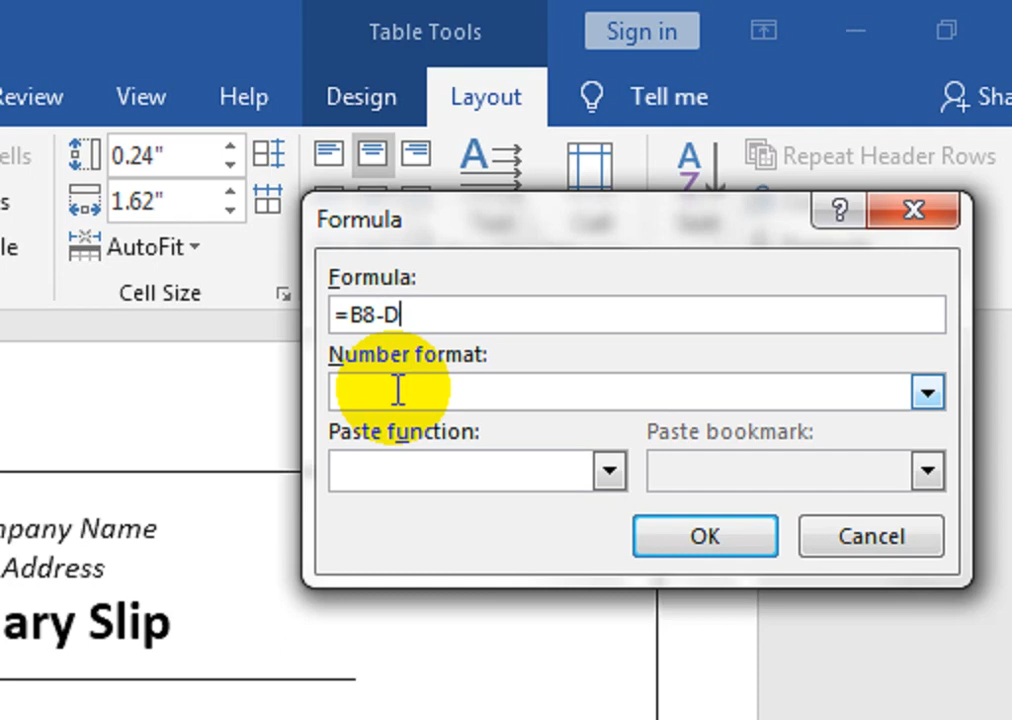 Table Tools
Sign in
Review
View
Help
Design
Layout
Tell me
Sha
ells
0.24"
Repeat Header Rows
s
1.62"
le
AutoFit
Cell Size
Formula
?
Formula:
=B8-D
Number format:
Paste function:
Paste bookmark:
OK
Cancel
mpany Name
Address
ary Slip